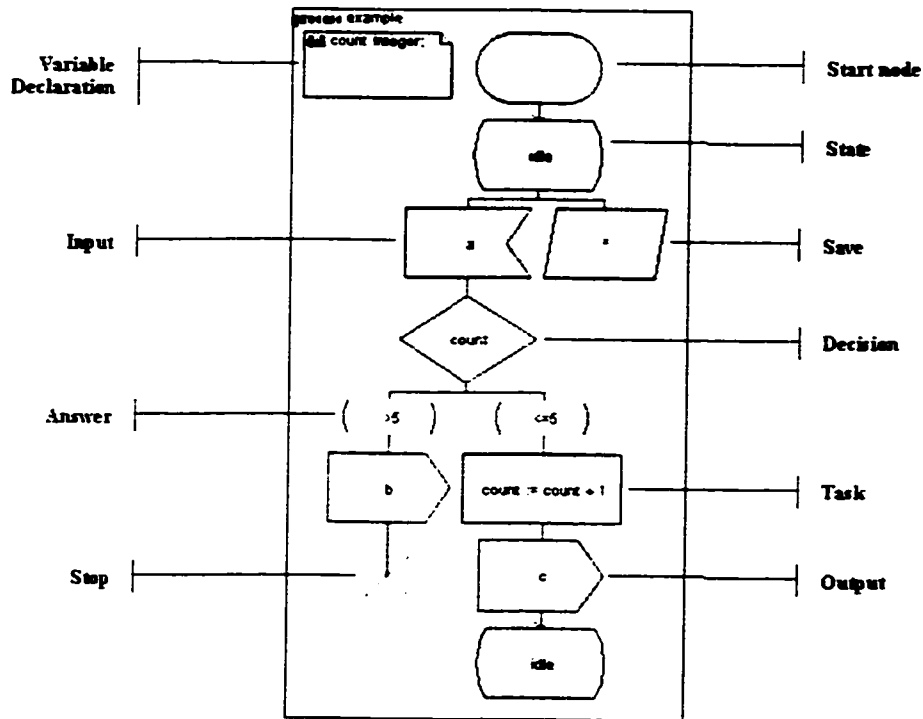 process example
dcl count integer;
Variable
Declaration
Start node
idle
State
Input
a
*
Save
count
Decision
Answer
>5
<=5
b
count := count + 1
Task
Stop
c
Output
idle